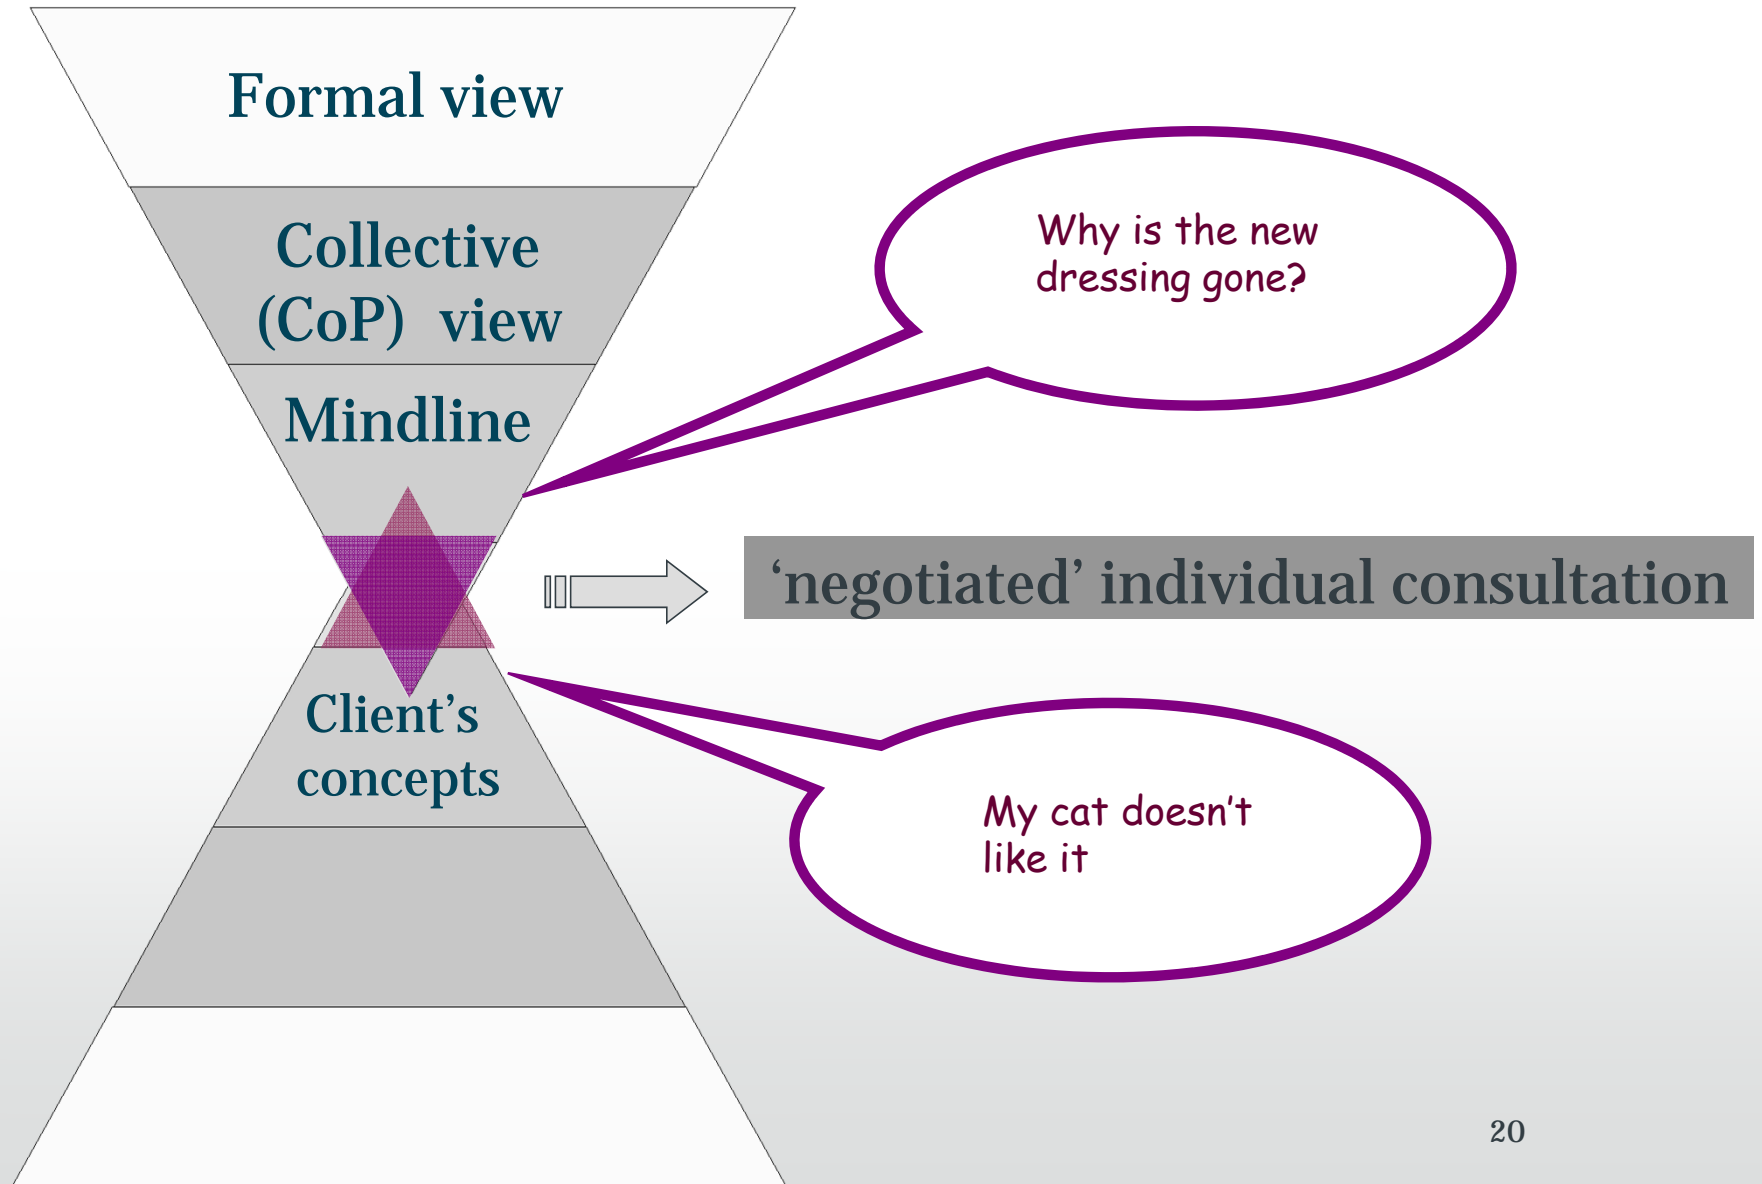 Formal view
Collective
(CoP) view
Mindline
Why is the new
dressing gone?
‘negotiated’ individual consultation
Client’s
concepts
My cat doesn’t
like it
20